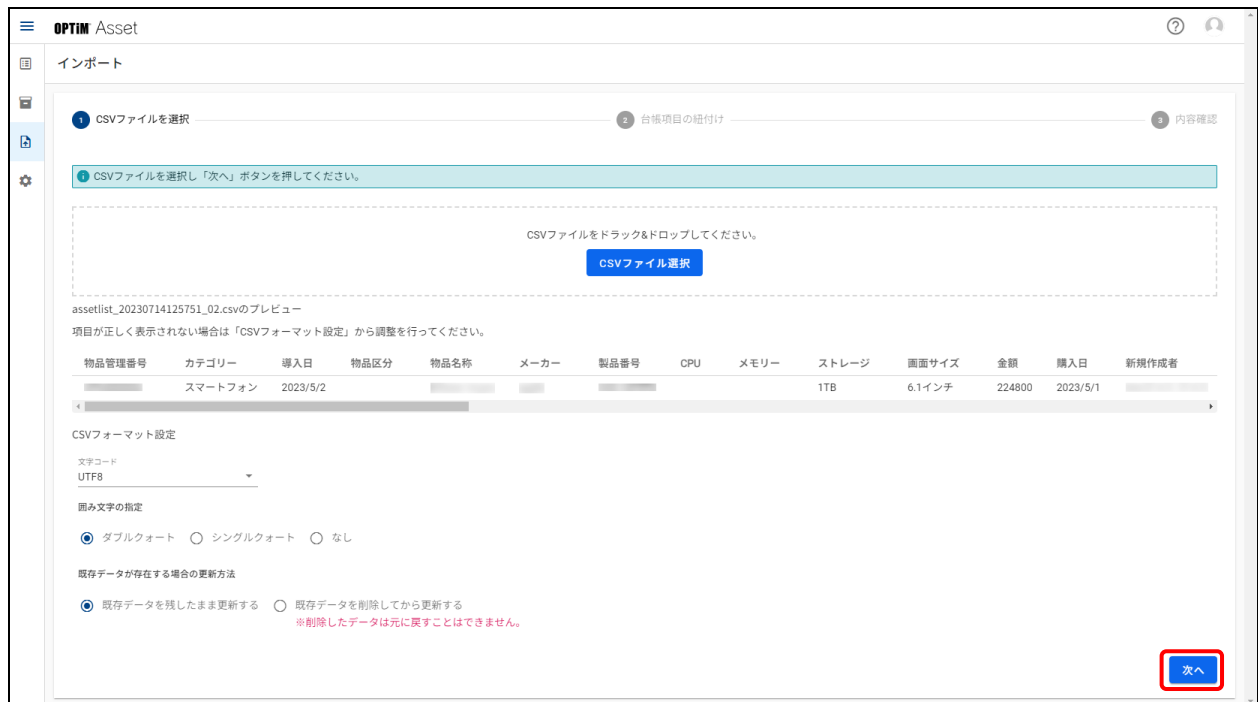 OPTiM Asset
インポート
1 CSVファイルを選択 2 台帳項目の紐付け 3 内容確認
CSVファイルを選択し「次へ」ボタンを押してください。
CSVファイルをドラック&ドロップしてください。
CSVファイル選択
assetlist_20230714125751_02.csvのプレビュー
項目が正しく表示されない場合は「CSVフォーマット設定」から調整を行ってください。
物品管理番号 カテゴリー 導入日 物品区分 物品名称 メーカー 製品番号 CPU メモリー ストレージ 画面サイズ 金額 購入日 新規作成者
スマートフォン 2023/5/2 1TB 6.1インチ 224800 2023/5/1
CSVフォーマット設定
文字コード
UTF8
囲み文字の指定
ダブルクォート シングルクォート なし
既存データが存在する場合の更新方法
既存データを残したまま更新する 既存データを削除してから更新する
※削除したデータは元に戻すことはできません。
次へ